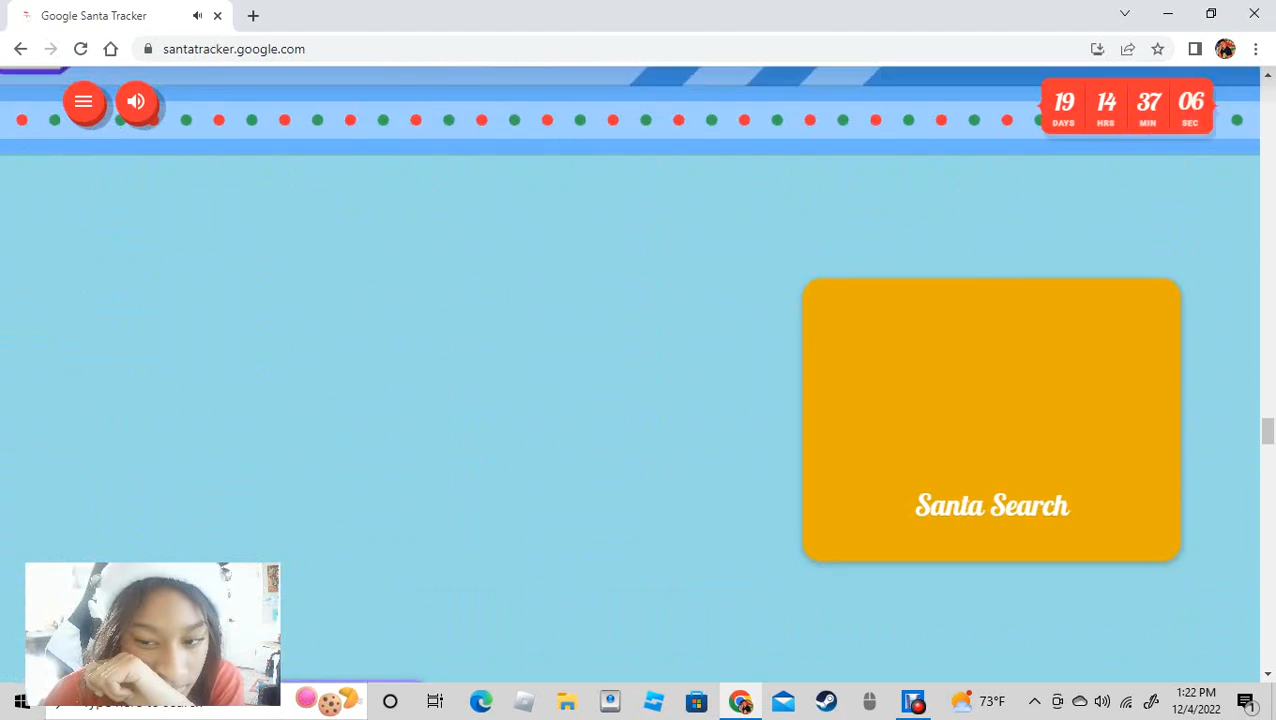 Google Santa Tracker
santatracker.google.com
19 14 37 06
DAYS HRS MIN SEC
Santa Search
73°F
1:22 PM
12/4/2022
1